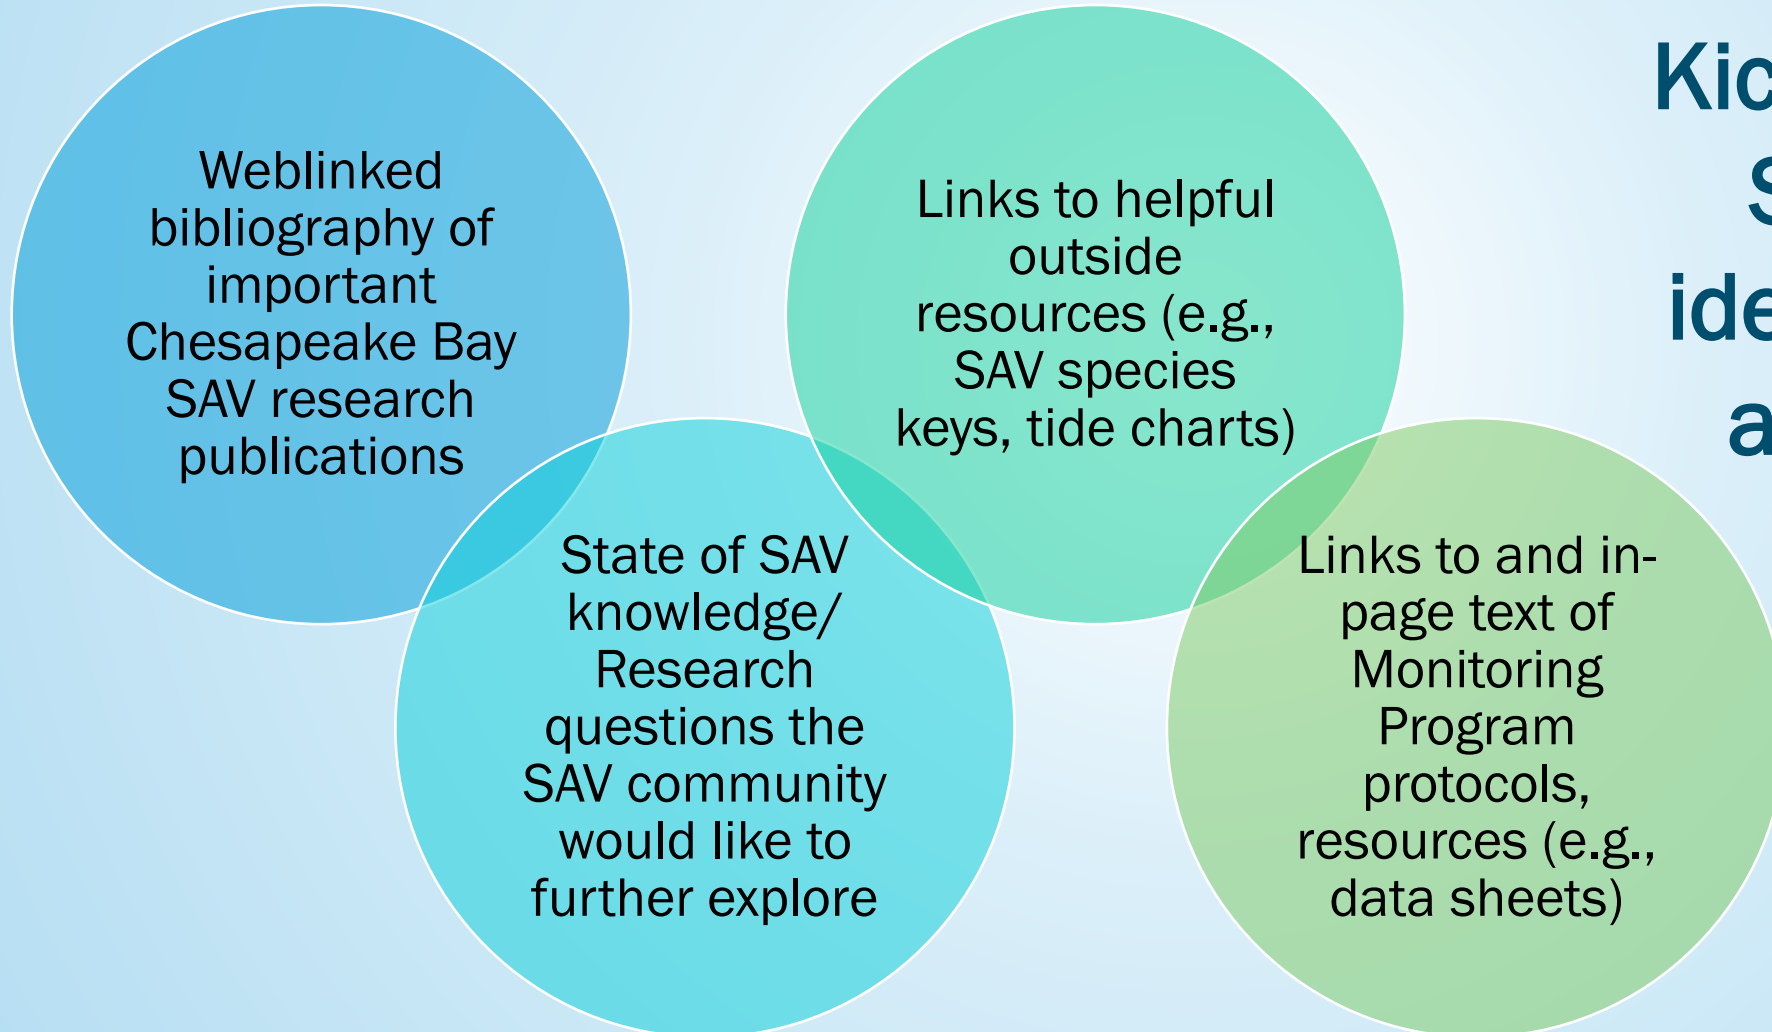 Weblinked
bibliography of
important
Chesapeake Bay
SAV research
publications
State of SAV
knowledge/
Research
questions the
SAV community
would like to
further explore
Links to helpful
outside
resources (e.g.,
SAV species
keys, tide charts)
Links to and in-
page text of
Monitoring
Program
protocols,
resources (e.g.,
data sheets)